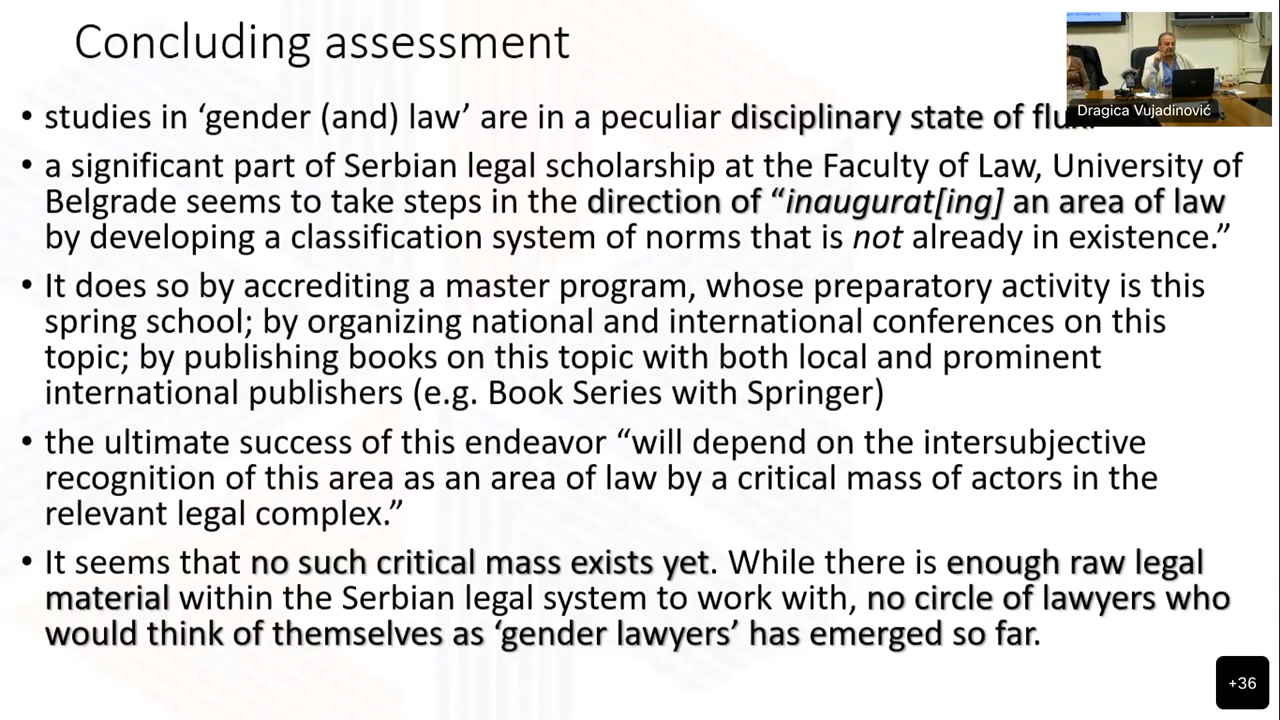 Concluding assessment
Dragica Vujadinović
• studies in ‘gender (and) law’ are in a peculiar disciplinary state of
• a significant part of Serbian legal scholarship at the Faculty of Law, University of
Belgrade seems to take steps in the direction of “inaugurat[ing] an area of law
by developing a classification system of norms that is not already in existence.”
• It does so by accrediting a master program, whose preparatory activity is this
spring school; by organizing national and international conferences on this
topic; by publishing books on this topic with both local and prominent
international publishers (e.g. Book Series with Springer)
• the ultimate success of this endeavor “will depend on the intersubjective
recognition of this area as an area of law by a critical mass of actors in the
relevant legal complex.”
• It seems that no such critical mass exists yet. While there is enough raw legal
material within the Serbian legal system to work with, no circle of lawyers who
would think of themselves as ‘gender lawyers’ has emerged so far.
+36